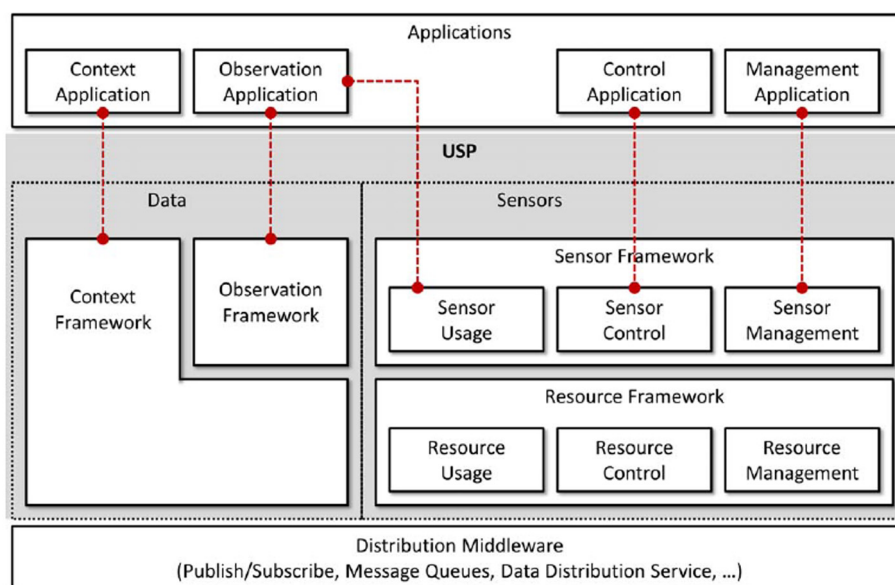 Applications
Context
Application
Observation
Application
Control
Application
Management
Application
USP
Data
Sensors
Context
Framework
Observation
Framework
Sensor Framework
Sensor
Usage
Sensor
Control
Sensor
Management
Resource Framework
Resource
Usage
Resource
Control
Resource
Management
Distribution Middleware
(Publish/Subscribe, Message Queues, Data Distribution Service, ...)